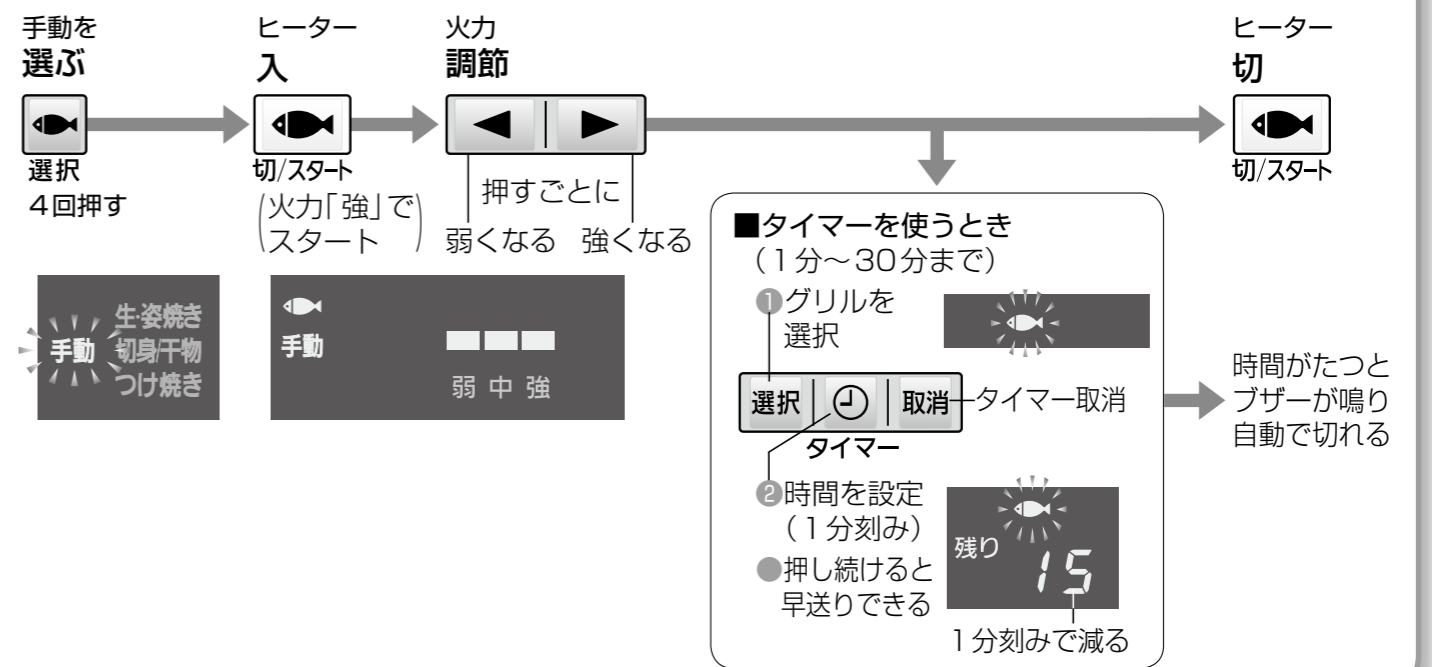 手動を
選ぶ
選択
4回押す
ヒーター
入
切/スタート
(火力「強」で
スタート)
火力
調節
押すごとに
弱くなる 強くなる
ヒーター
切
切/スタート
手動
生・姿焼き
切身/干物
つけ焼き
手動
弱 中 強
■タイマーを使うとき
(1分～30分まで)
❶グリルを
選択
選択 取消
タイマー取消
タイマー
❷時間を設定
(1分刻み)
●押し続けると
早送りできる
残り
15
1分刻みで減る
時間がたつと
ブザーが鳴り
自動で切れる